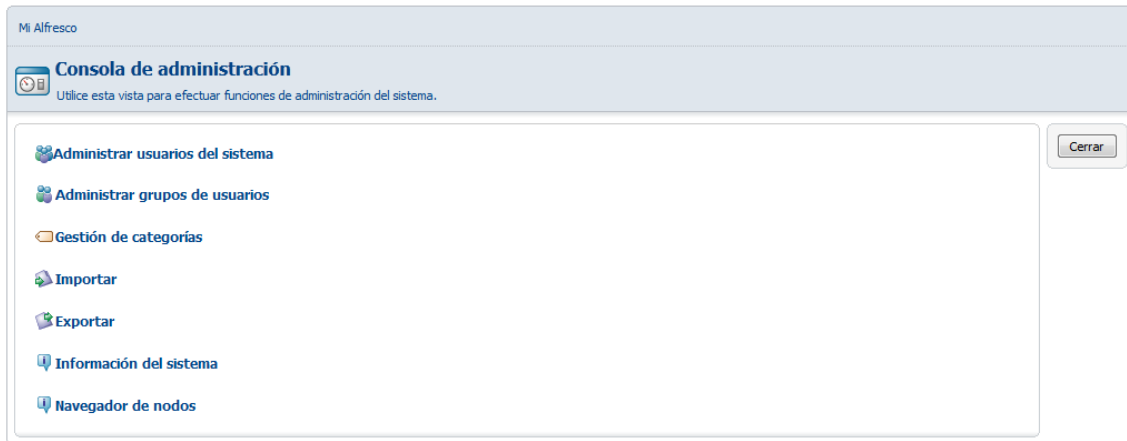 Mi Alfresco
Consola de administración
Utilice esta vista para efectuar funciones de administración del sistema.
Administrar usuarios del sistema
Cerrar
Administrar grupos de usuarios
Gestión de categorías
Importar
Exportar
Información del sistema
Navegador de nodos